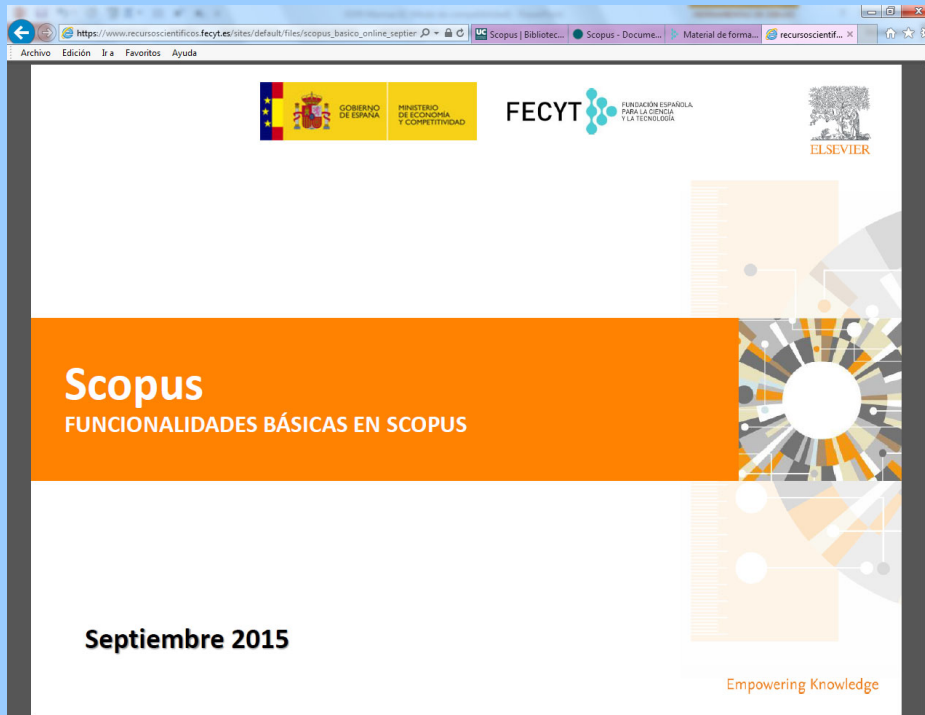 https://www.recursoscientificos.fecyt.es/sites/default/files/scopus_basico_online_septier
UC Scopus | Bibliotec...
Scopus - Docume...
Material de forma...
recursoscientif...
Archivo Edición Ir a Favoritos Ayuda
GOBIERNO
DE ESPAÑA
MINISTERIO
DE ECONOMÍA
Y COMPETITIVIDAD
FECYT
FUNDACIÓN ESPAÑOLA
PARA LA CIENCIA
Y LA TECNOLOGÍA
ELSEVIER
Scopus
FUNCIONALIDADES BÁSICAS EN SCOPUS
Septiembre 2015
Empowering Knowledge